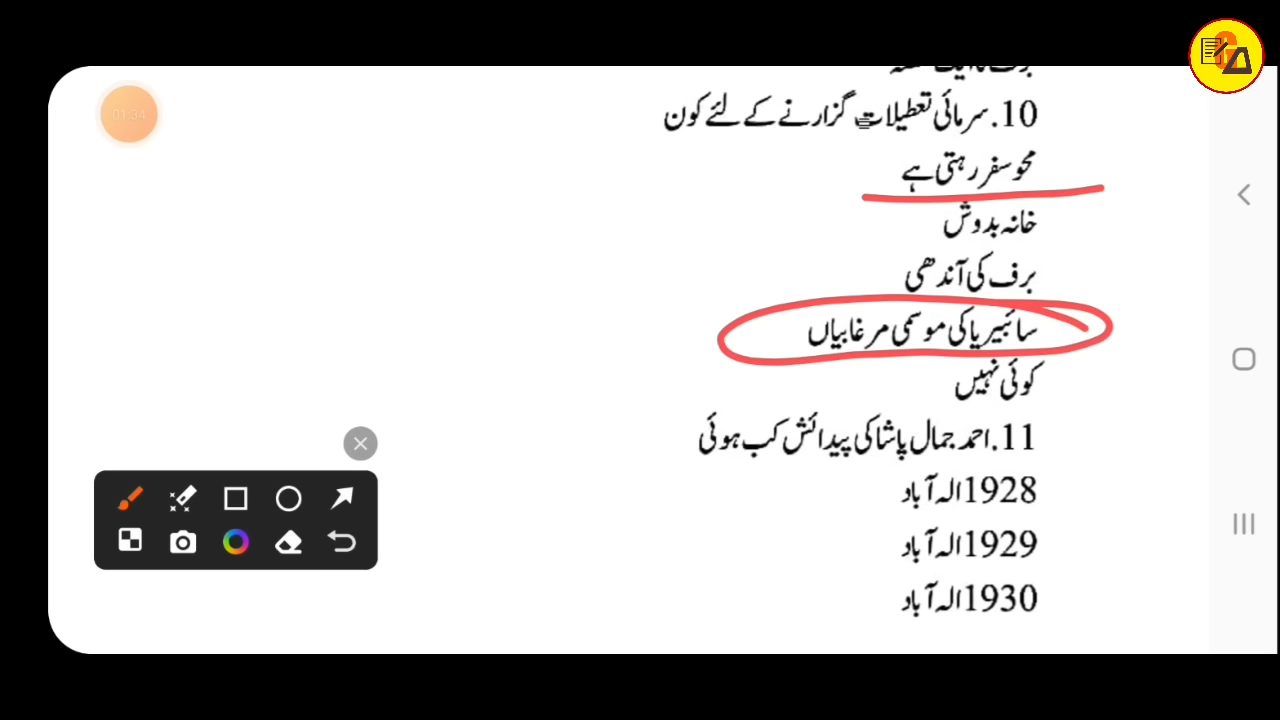 01:34
10. سرمائی تعطیلات گزارنے کے لئے کون
محو سفر رہتی ہے
خانہ بدوش
برف کی آندھی
سائبیریا کی موسمی مرغابیاں
کوئی نہیں
11. احمد جمال پاشا کی پیدائش کب ہوئی
1928 الہ آباد
1929 الہ آباد
1930 الہ آباد